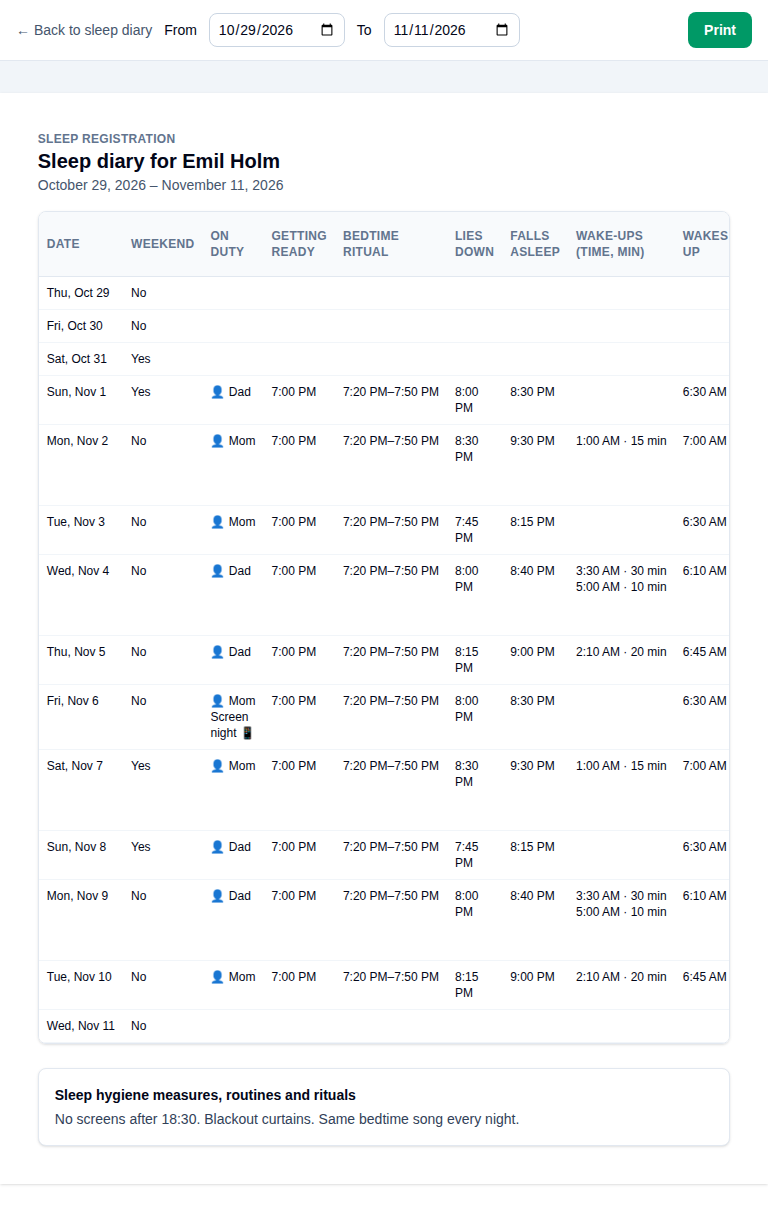 ← Back to sleep diary From 10/29/2026 To 11/11/2026 Print
SLEEP REGISTRATION
Sleep diary for Emil Holm
October 29, 2026 – November 11, 2026
DATE WEEKEND ON DUTY GETTING READY BEDTIME RITUAL LIES DOWN FALLS ASLEEP WAKE-UPS (TIME, MIN) WAKES UP
Thu, Oct 29 No
Fri, Oct 30 No
Sat, Oct 31 Yes
Sun, Nov 1 Yes 👤 Dad 7:00 PM 7:20 PM–7:50 PM 8:00 PM 8:30 PM 6:30 AM
Mon, Nov 2 No 👤 Mom 7:00 PM 7:20 PM–7:50 PM 8:30 PM 9:30 PM 1:00 AM · 15 min 7:00 AM
Tue, Nov 3 No 👤 Mom 7:00 PM 7:20 PM–7:50 PM 7:45 PM 8:15 PM 6:30 AM
Wed, Nov 4 No 👤 Dad 7:00 PM 7:20 PM–7:50 PM 8:00 PM 8:40 PM 3:30 AM · 30 min 5:00 AM · 10 min 6:10 AM
Thu, Nov 5 No 👤 Dad 7:00 PM 7:20 PM–7:50 PM 8:15 PM 9:00 PM 2:10 AM · 20 min 6:45 AM
Fri, Nov 6 No 👤 Mom Screen night 📱 7:00 PM 7:20 PM–7:50 PM 8:00 PM 8:30 PM 6:30 AM
Sat, Nov 7 Yes 👤 Mom 7:00 PM 7:20 PM–7:50 PM 8:30 PM 9:30 PM 1:00 AM · 15 min 7:00 AM
Sun, Nov 8 Yes 👤 Dad 7:00 PM 7:20 PM–7:50 PM 7:45 PM 8:15 PM 6:30 AM
Mon, Nov 9 No 👤 Dad 7:00 PM 7:20 PM–7:50 PM 8:00 PM 8:40 PM 3:30 AM · 30 min 5:00 AM · 10 min 6:10 AM
Tue, Nov 10 No 👤 Mom 7:00 PM 7:20 PM–7:50 PM 8:15 PM 9:00 PM 2:10 AM · 20 min 6:45 AM
Wed, Nov 11 No
Sleep hygiene measures, routines and rituals
No screens after 18:30. Blackout curtains. Same bedtime song every night.